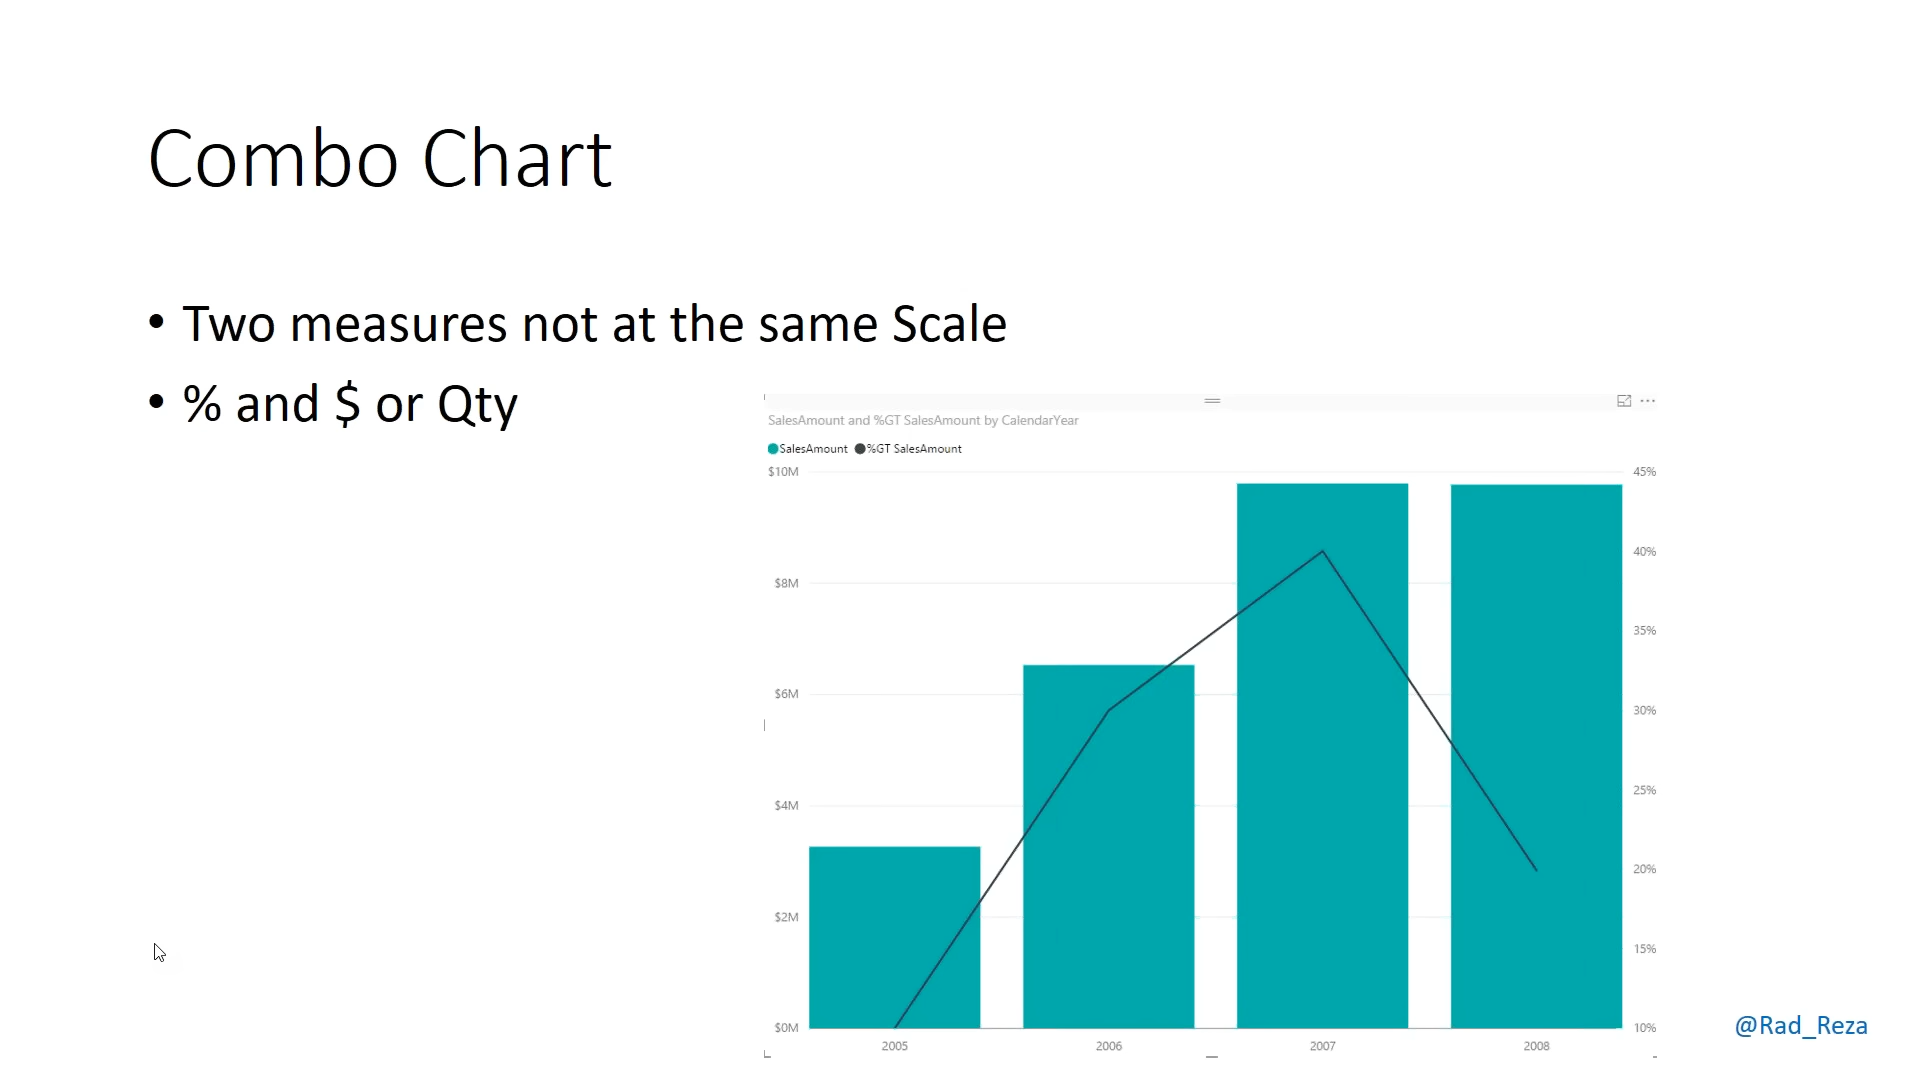 Combo Chart
• Two measures not at the same Scale
• % and $ or Qty
SalesAmount and %GT SalesAmount by CalendarYear
SalesAmount %GT SalesAmount
$10M 45%
40%
$8M
35%
$6M
30%
$4M
25%
20%
$2M
15%
$0M 10%
2005 2006 2007 2008
@Rad_Reza